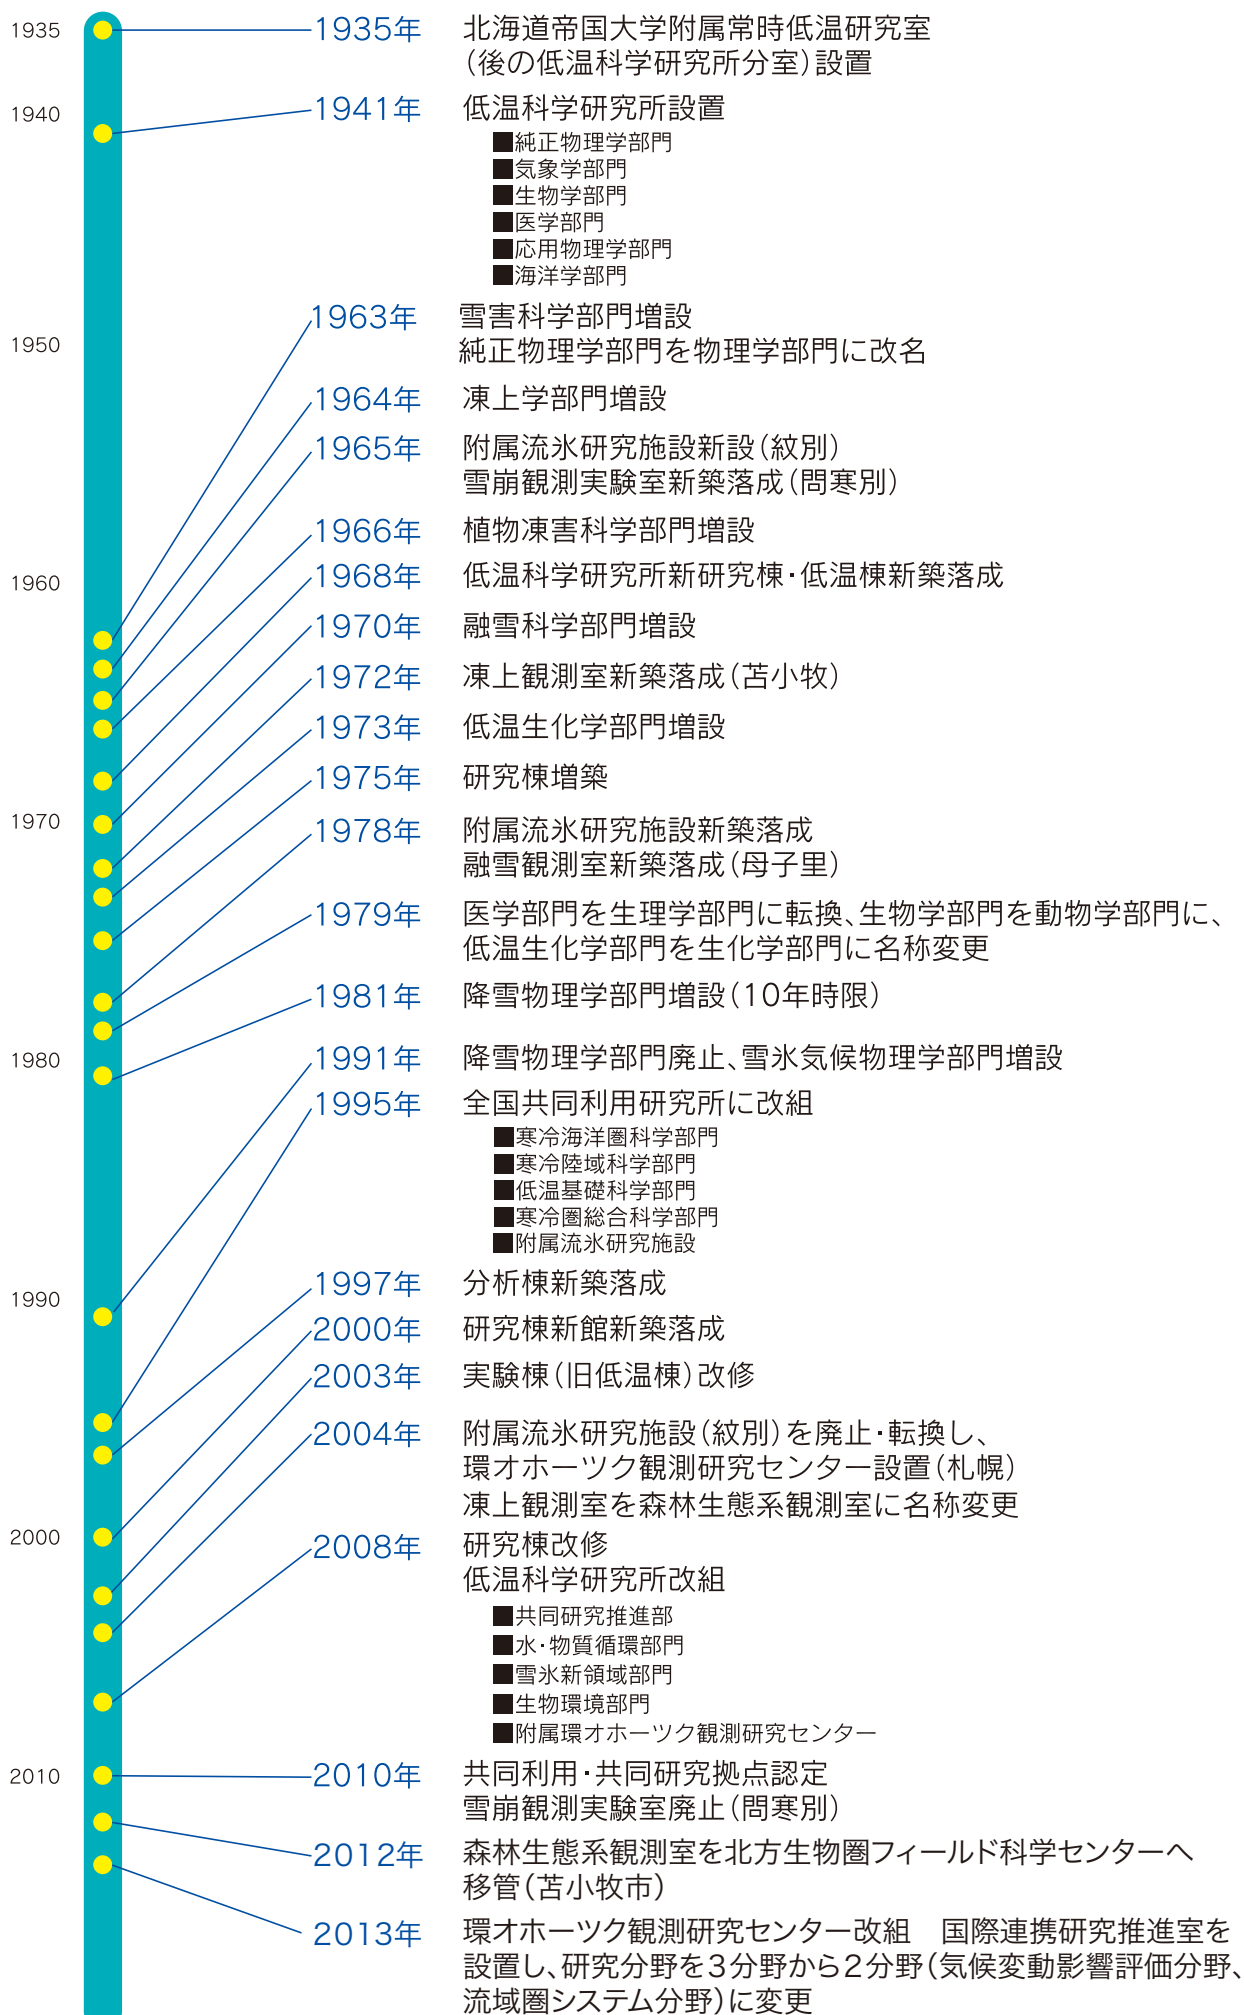 1935
1935年 北海道帝国大学附属常時低温研究室
（後の低温科学研究所分室）設置
1940
1941年 低温科学研究所設置
■純正物理学部門
■気象学部門
■生物学部門
■医学部門
■応用物理学部門
■海洋学部門
1963年 雪害科学部門増設
1950
純正物理学部門を物理学部門に改名
1964年 凍上学部門増設
1965年 附属流氷研究施設新設（紋別）
雪崩観測実験室新築落成（問寒別）
1966年 植物凍害科学部門増設
1960
1968年 低温科学研究所新研究棟・低温棟新築落成
1970年 融雪科学部門増設
1972年 凍上観測室新築落成（苫小牧）
1973年 低温生化学部門増設
1975年 研究棟増築
1970
1978年 附属流氷研究施設新築落成
融雪観測室新築落成（母子里）
1979年 医学部門を生理学部門に転換、生物学部門を動物学部門に、
低温生化学部門を生化学部門に名称変更
1981年 降雪物理学部門増設（10年時限）
1980
1991年 降雪物理学部門廃止、雪氷気候物理学部門増設
1995年 全国共同利用研究所に改組
■寒冷海洋圏科学部門
■寒冷陸域科学部門
■低温基礎科学部門
■寒冷圏総合科学部門
■附属流氷研究施設
1990
1997年 分析棟新築落成
2000年 研究棟新館新築落成
2003年 実験棟（旧低温棟）改修
2004年 附属流氷研究施設（紋別）を廃止・転換し、
環オホーツク観測研究センター設置（札幌）
凍上観測室を森林生態系観測室に名称変更
2000
2008年 研究棟改修
低温科学研究所改組
■共同研究推進部
■水・物質循環部門
■雪氷新領域部門
■生物環境部門
■附属環オホーツク観測研究センター
2010
2010年 共同利用・共同研究拠点認定
雪崩観測実験室廃止（問寒別）
2012年 森林生態系観測室を北方生物圏フィールド科学センターへ
移管（苫小牧市）
2013年 環オホーツク観測研究センター改組　国際連携研究推進室を
設置し、研究分野を3分野から2分野（気候変動影響評価分野、
流域圏システム分野）に変更